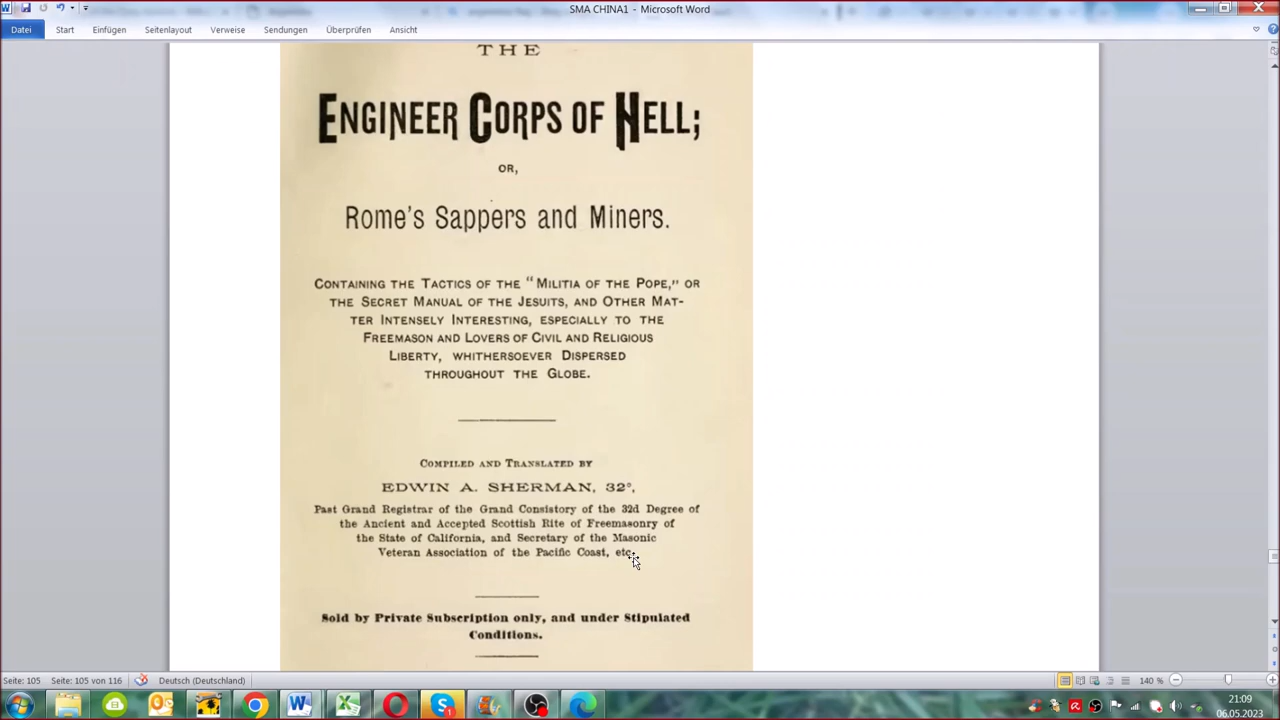 SMA CHINA1 - Microsoft Word
Datei Start Einfügen Seitenlayout Verweise Sendungen Überprüfen Ansicht
THE
ENGINEER CORPS OF HELL;
OR,
Rome's Sappers and Miners.
CONTAINING THE TACTICS OF THE "MILITIA OF THE POPE," OR
THE SECRET MANUAL OF THE JESUITS, AND OTHER MAT-
TER INTENSELY INTERESTING, ESPECIALLY TO THE
FREEMASON AND LOVERS OF CIVIL AND RELIGIOUS
LIBERTY, WHITHERSOEVER DISPERSED
THROUGHOUT THE GLOBE.
COMPILED AND TRANSLATED BY
EDWIN A. SHERMAN, 32°,
Past Grand Registrar of the Grand Consistory of the 32d Degree of
the Ancient and Accepted Scottish Rite of Freemasonry of
the State of California, and Secretary of the Masonic
Veteran Association of the Pacific Coast, etc.
Sold by Private Subscription only, and under Stipulated
Conditions.
Seite: 105 Seite: 105 von 116 Deutsch (Deutschland) 140 %
21:09
06.05.2023